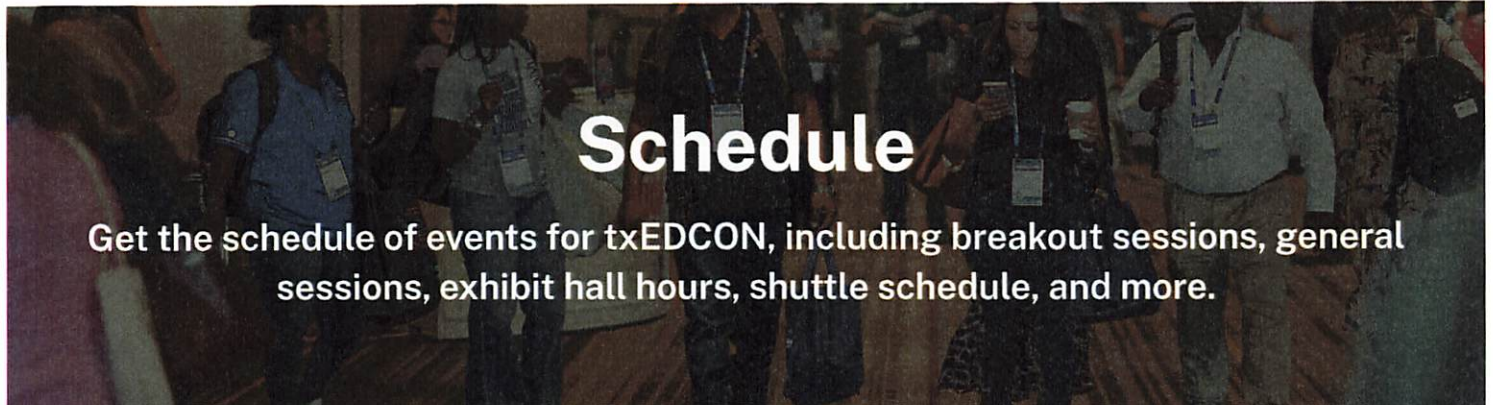 Schedule
Get the schedule of events for txEDCON, including breakout sessions, general
sessions, exhibit hall hours, shuttle schedule, and more.